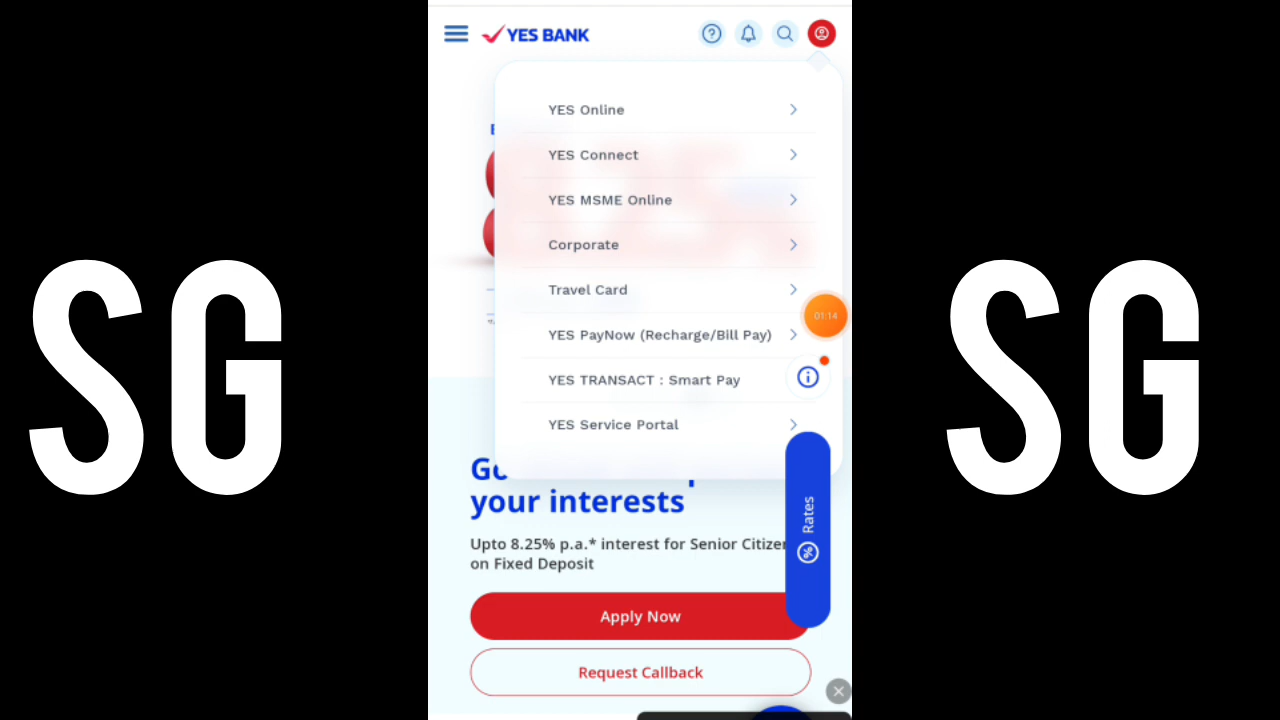 SG
YES BANK
YES Online
YES Connect
YES MSME Online
Corporate
Travel Card
01:14
YES PayNow (Recharge/Bill Pay)
YES TRANSACT : Smart Pay
YES Service Portal
your interests
Rates
Upto 8.25% p.a.* interest for Senior
on Fixed Deposit
Apply Now
Request Callback
SG